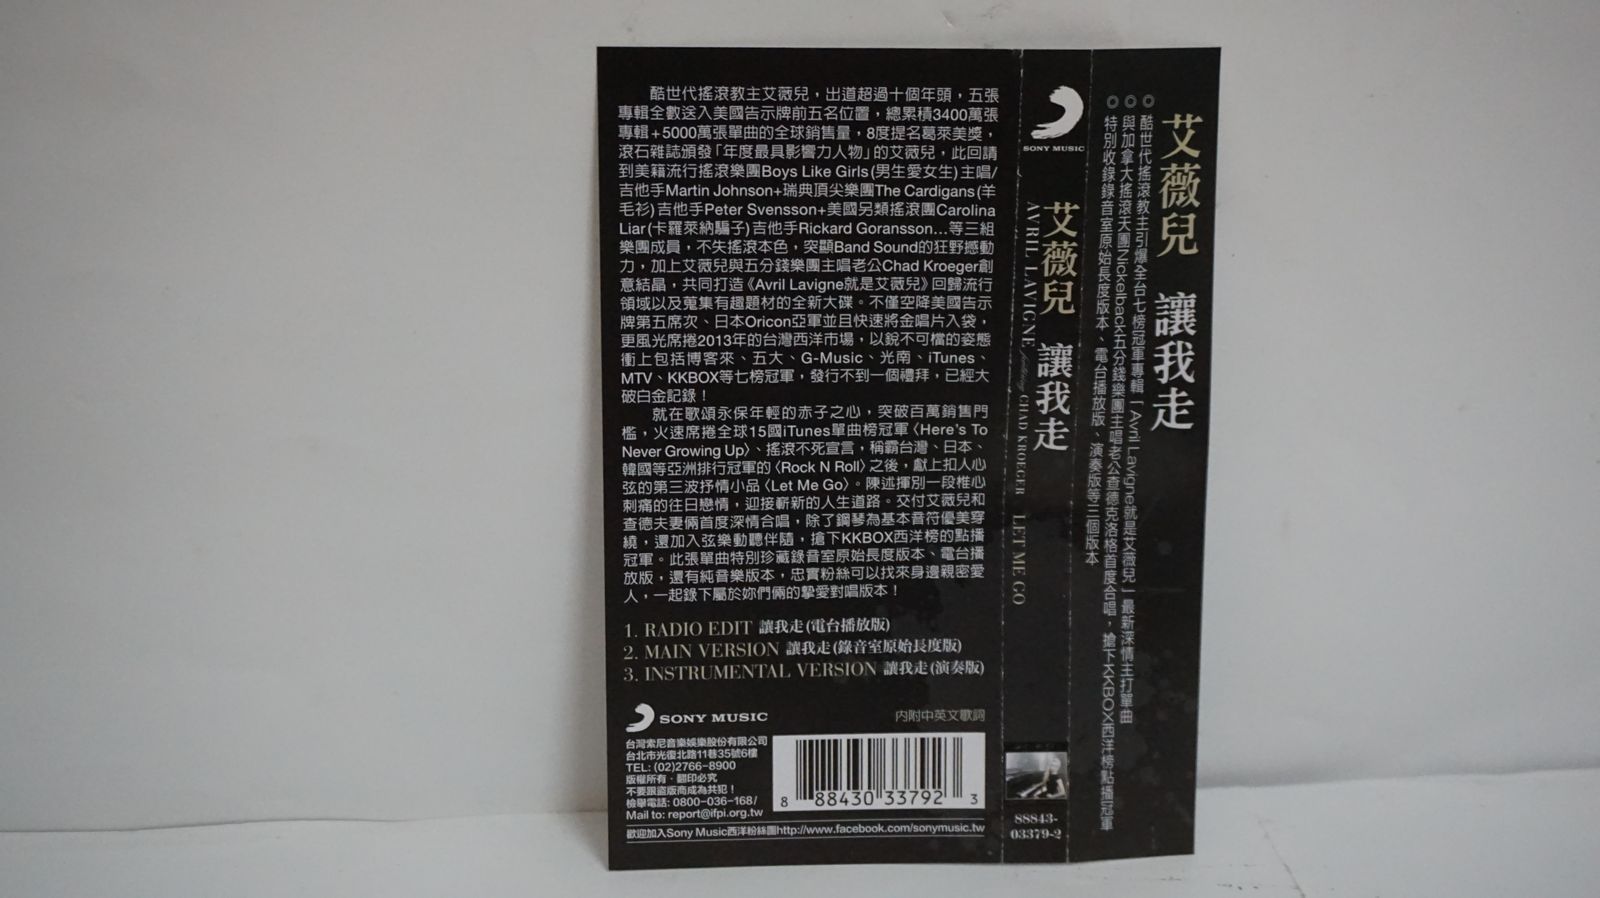 酷世代搖滾教主艾薇兒，出道超過十個年頭，五張
專輯全數送入美國告示牌前五名位置，總累積3400萬張
專輯+5000萬張單曲的全球銷售量，8度提名葛萊美獎，
滾石雜誌頒發「年度最具影響力人物」的艾薇兒，此回請
到美籍流行搖滾樂團Boys Like Girls(男生愛女生)主唱/
吉他手Martin Johnson+瑞典頂尖樂團The Cardigans(羊
毛衫)吉他手Peter Svensson+美國另類搖滾團Carolina
Liar(卡羅萊納騙子)吉他手Rickard Goransson...等三組
樂團成員，不失搖滾本色，突顯Band Sound的狂野撼動
力，加上艾薇兒與五分錢樂團主唱老公Chad Kroeger創
意結晶，共同打造《Avril Lavigne就是艾薇兒》回歸流行
領域以及蒐集有趣題材的全新大碟。不僅空降美國告示
牌第五席次、日本Oricon亞軍並且快速將金唱片入袋，
更風光席捲2013年的台灣西洋市場，以銳不可檔的姿態
衝上包括博客來、五大、G-Music、光南、iTunes、
MTV、KKBOX等七榜冠軍，發行不到一個禮拜，已經大
破白金記錄！
就在歌頌永保年輕的赤子之心，突破百萬銷售門
檻，火速席捲全球15國iTunes單曲榜冠軍〈Here's To
Never Growing Up〉、搖滾不死宣言，稱霸台灣、日本、
韓國等亞洲排行冠軍的〈Rock N Roll〉之後，獻上扣人心
弦的第三波抒情小品〈Let Me Go〉。陳述揮別一段椎心
刺痛的往日戀情，迎接嶄新的人生道路。交付艾薇兒和
查德夫妻倆首度深情合唱，除了鋼琴為基本音符優美穿
繞，還加入弦樂動聽伴隨，搶下KKBOX西洋榜的點播
冠軍。此張單曲特別珍藏錄音室原始長度版本、電台播
放版，還有純音樂版本，忠實粉絲可以找來身邊親密愛
人，一起錄下屬於妳們倆的摯愛對唱版本！
1. RADIO EDIT 讓我走(電台播放版)
2. MAIN VERSION 讓我走(錄音室原始長度版)
3. INSTRUMENTAL VERSION 讓我走(演奏版)
SONY MUSIC
內附中英文歌詞
台灣索尼音樂娛樂股份有限公司
台北市光復北路11巷35號6樓
TEL: (02)2766-8900
版權所有‧翻印必究
不要跟盜版商成為共犯！
檢舉電話: 0800-036-168/
Mail to: report@ifpi.org.tw
8 88430 33792 3
歡迎加入Sony Music西洋粉絲團http://www.facebook.com/sonymusic.tw
SONY MUSIC
艾薇兒 讓我走
AVRIL LAVIGNE featuring CHAD KROEGER LET ME GO
88843-
03379-2
艾薇兒 讓我走
◎酷世代搖滾教主引爆全台七榜冠軍專輯「Avril Lavigne就是艾薇兒」最新深情主打單曲
◎與加拿大搖滾天團Nickelback五分錢樂團主唱老公查德克洛格首度合唱，搶下KKBOX西洋榜點播冠軍
◎特別收錄錄音室原始長度版本、電台播放版、演奏版等三個版本